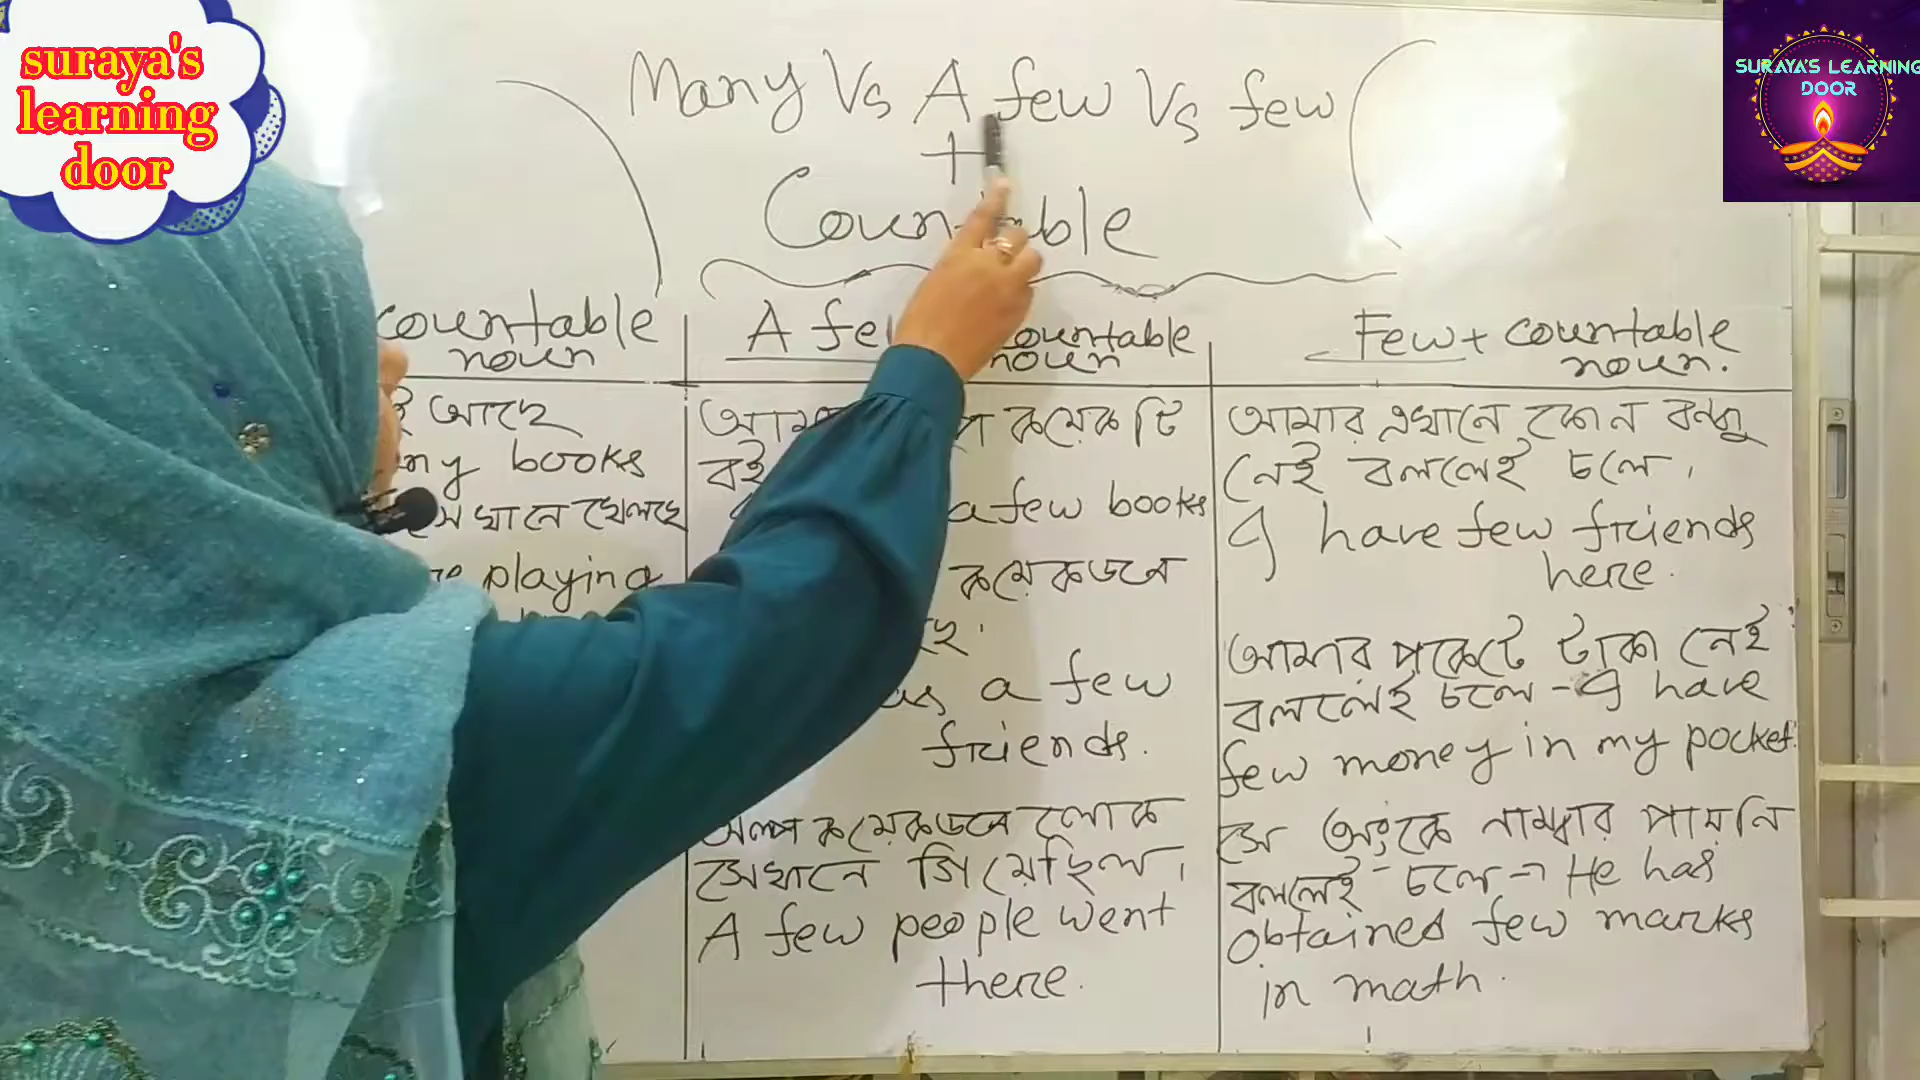 suraya's
learning
door
SURAYA'S LEARNING
DOOR
Many Vs A few Vs few
+
Countable
countable
noun
আছে
books
খেলছে
playing
A few
countable
noun
কয়েকটি
বই
a few books
কয়েকজন
a few
friends.
অল্প কয়েকজন লোক
সেখানে গিয়েছিল।
A few people went
there.
Few + countable
noun.
আমার এখানে কোন বন্ধু
নেই বললেই চলে।
I have few friends
here.
আমার পকেটে টাকা নেই
বললেই চলে - I have
few money in my pocket.
সে অংকে নাম্বার পায়নি
বললেই চলে → He has
obtained few marks
in math.